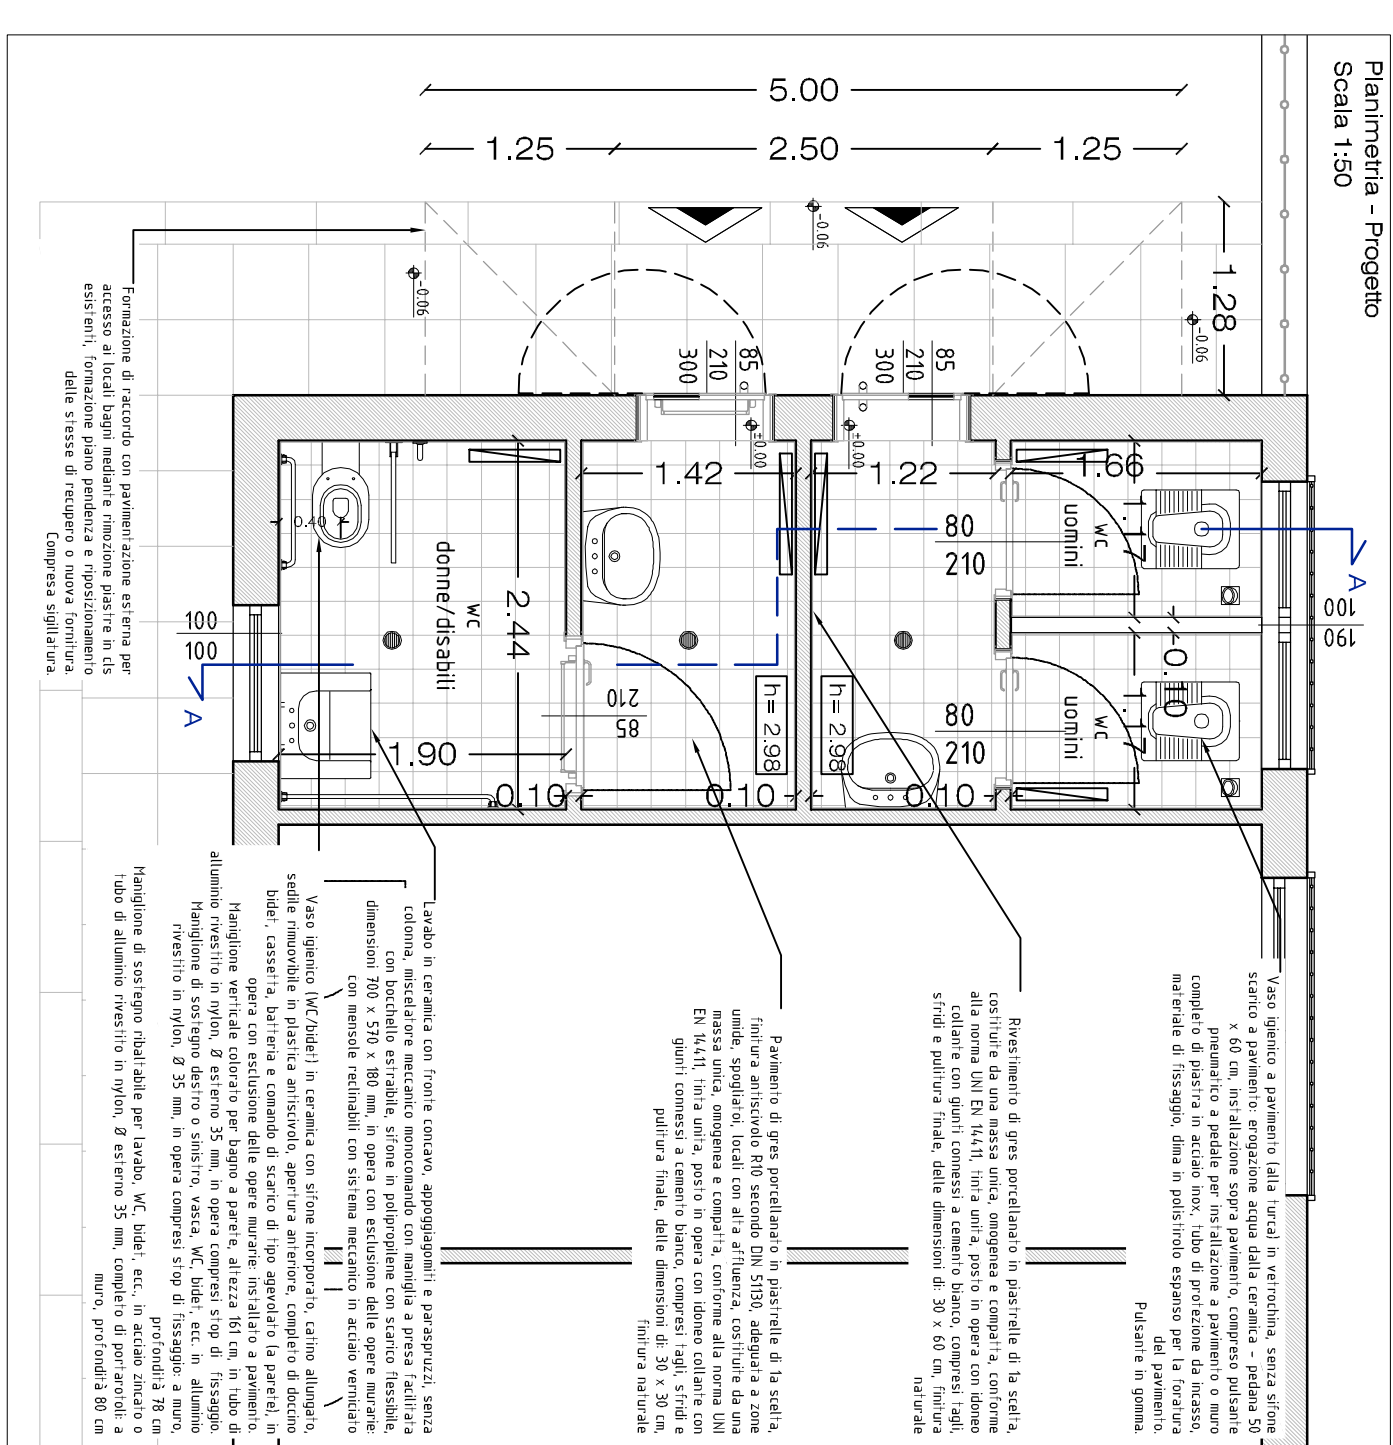 Planimetria - Progetto
Scala 1:50
5.00
1.25
2.50
1.25
1.28
-0.06
-0.06
-0.06
85
210
300
85
210
300
±0.00
±0.00
1.42
1.22
1.66
0.40
80
210
wc
uomini
wc
donne/disabili
2.44
100
100
100
190
A
A
0.10
h= 2.98
h= 2.98
85
210
80
210
wc
uomini
1.90
0.10
0.10
0.10
Formazione di raccordo con pavimentazione esterna per
accesso ai locali bagni mediante rimozione piastre in cls
esistenti, formazione piano pendenza e riposizionamento
delle stesse di recupero o nuova fornitura.
Compresa sigillatura.
Vaso igienico a pavimento (alla turca) in vetrochina, senza sifone
scarico a pavimento: erogazione acqua dalla ceramica - pedana 50
x 60 cm, installazione sopra pavimento, compreso pulsante
pneumatico a pedale per installazione a pavimento o muro
completo di piastra in acciaio inox, tubo di protezione da incasso,
materiale di fissaggio, dima in polistirolo espanso per la foratura
del pavimento.
Pulsante in gomma.
Rivestimento di gres porcellanato in piastrelle di 1a scelta,
costituite da una massa unica, omogenea e compatta, conforme
alla norma UNI EN 14411, tinta unita, posto in opera con idoneo
collante con giunti connessi a cemento bianco, compresi tagli,
sfridi e pulitura finale, delle dimensioni di: 30 x 60 cm, finitura
naturale
Pavimento di gres porcellanato in piastrelle di 1a scelta,
finitura antiscivolo R10 secondo DIN 51130, adeguata a zone
umide, spogliatoi, locali con alta affluenza, costituite da una
massa unica, omogenea e compatta, conforme alla norma UNI
EN 14411, tinta unita, posto in opera con idoneo collante con
giunti connessi a cemento bianco, compresi tagli, sfridi e
pulitura finale, delle dimensioni di: 30 x 30 cm,
finitura naturale
Lavabo in ceramica con fronte concavo, appoggiagomiti e paraspruzzi, senza
colonna, miscelatore meccanico monocomando con maniglia a presa facilitata
con bocchello estraibile, sifone in polipropilene con scarico flessibile,
dimensioni 700 x 570 x 180 mm, in opera con esclusione delle opere murarie:
con mensole reclinabili con sistema meccanico in acciaio verniciato
Vaso igienico (WC/bidet) in ceramica con sifone incorporato, catino allungato,
sedile rimuovibile in plastica antiscivolo, apertura anteriore, completo di doccino
bidet, cassetta, batteria e comando di scarico di tipo agevolato (a parete), in
opera con esclusione delle opere murarie: installato a pavimento.
Maniglione verticale colorato per bagno a parete, altezza 161 cm, in tubo di
alluminio rivestito in nylon, Ø esterno 35 mm, in opera compresi stop di fissaggio.
Maniglione di sostegno destro o sinistro, vasca, WC, bidet, ecc. in alluminio
rivestito in nylon, Ø 35 mm, in opera compresi stop di fissaggio: a muro,
profondità 78 cm
Maniglione di sostegno ribaltabile per lavabo, WC, bidet, ecc., in acciaio zincato o
tubo di alluminio rivestito in nylon, Ø esterno 35 mm, completo di portarotoli: a
muro, profondità 80 cm